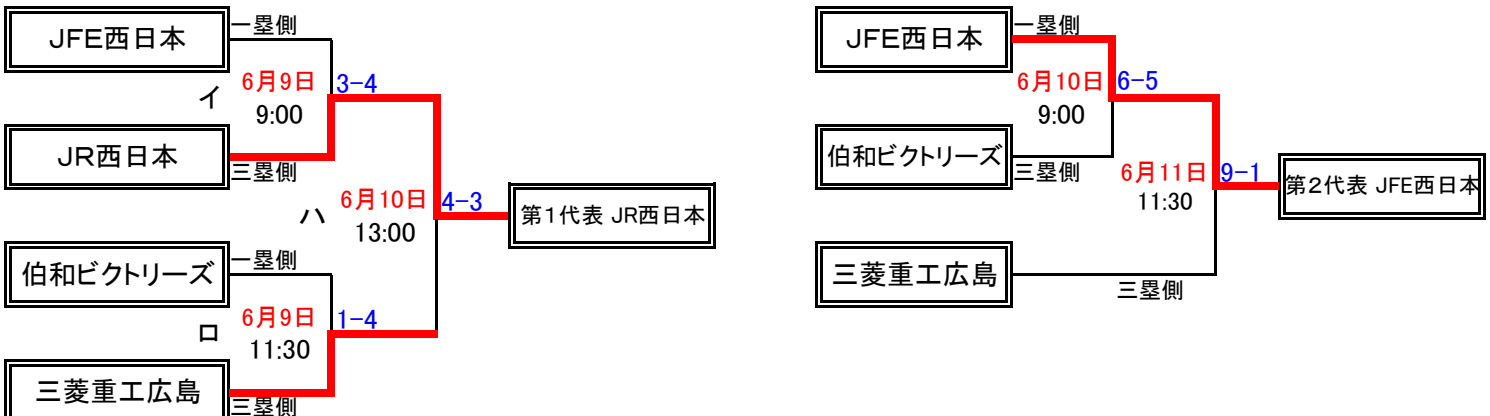 JFE西日本
一塁側
イ
6月9日
9:00
3-4
JR西日本
三塁側
ハ
6月10日
13:00
4-3
第1代表 JR西日本
伯和ビクトリーズ
一塁側
ロ
6月9日
11:30
1-4
三菱重工広島
三塁側
JFE西日本
一塁側
6月10日
9:00
6-5
伯和ビクトリーズ
三塁側
6月11日
11:30
9-1
第2代表 JFE西日本
三菱重工広島
三塁側